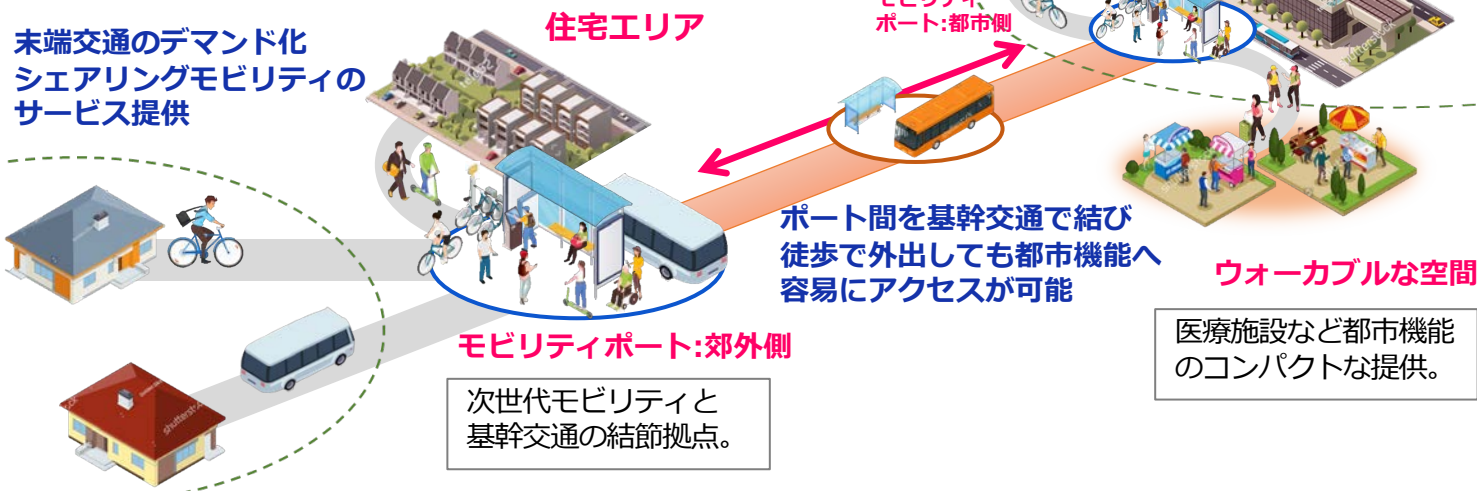 住宅エリア
モビリティ
ポート:都市側
末端交通のデマンド化
シェアリングモビリティの
サービス提供
ポート間を基幹交通で結び
徒歩で外出しても都市機能へ
容易にアクセスが可能
ウォーカブルな空間
医療施設など都市機能
のコンパクトな提供。
モビリティポート:郊外側
次世代モビリティと
基幹交通の結節拠点。
shutterstock